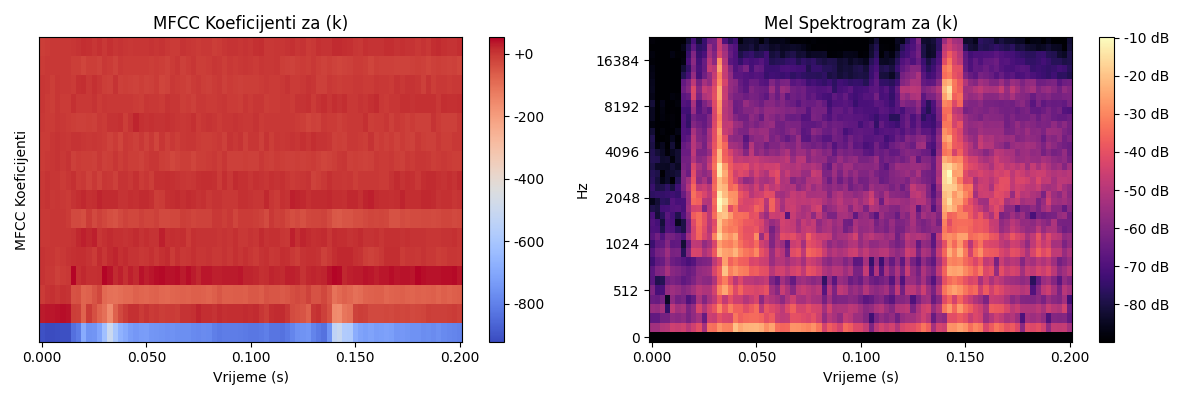 MFCC Koeficijenti za (k)
MFCC Koeficijenti
+0
-200
-400
-600
-800
0.000 0.050 0.100 0.150 0.200
Vrijeme (s)
Mel Spektrogram za (k)
Hz
16384
8192
4096
2048
1024
512
0
-10 dB
-20 dB
-30 dB
-40 dB
-50 dB
-60 dB
-70 dB
-80 dB
0.000 0.050 0.100 0.150 0.200
Vrijeme (s)